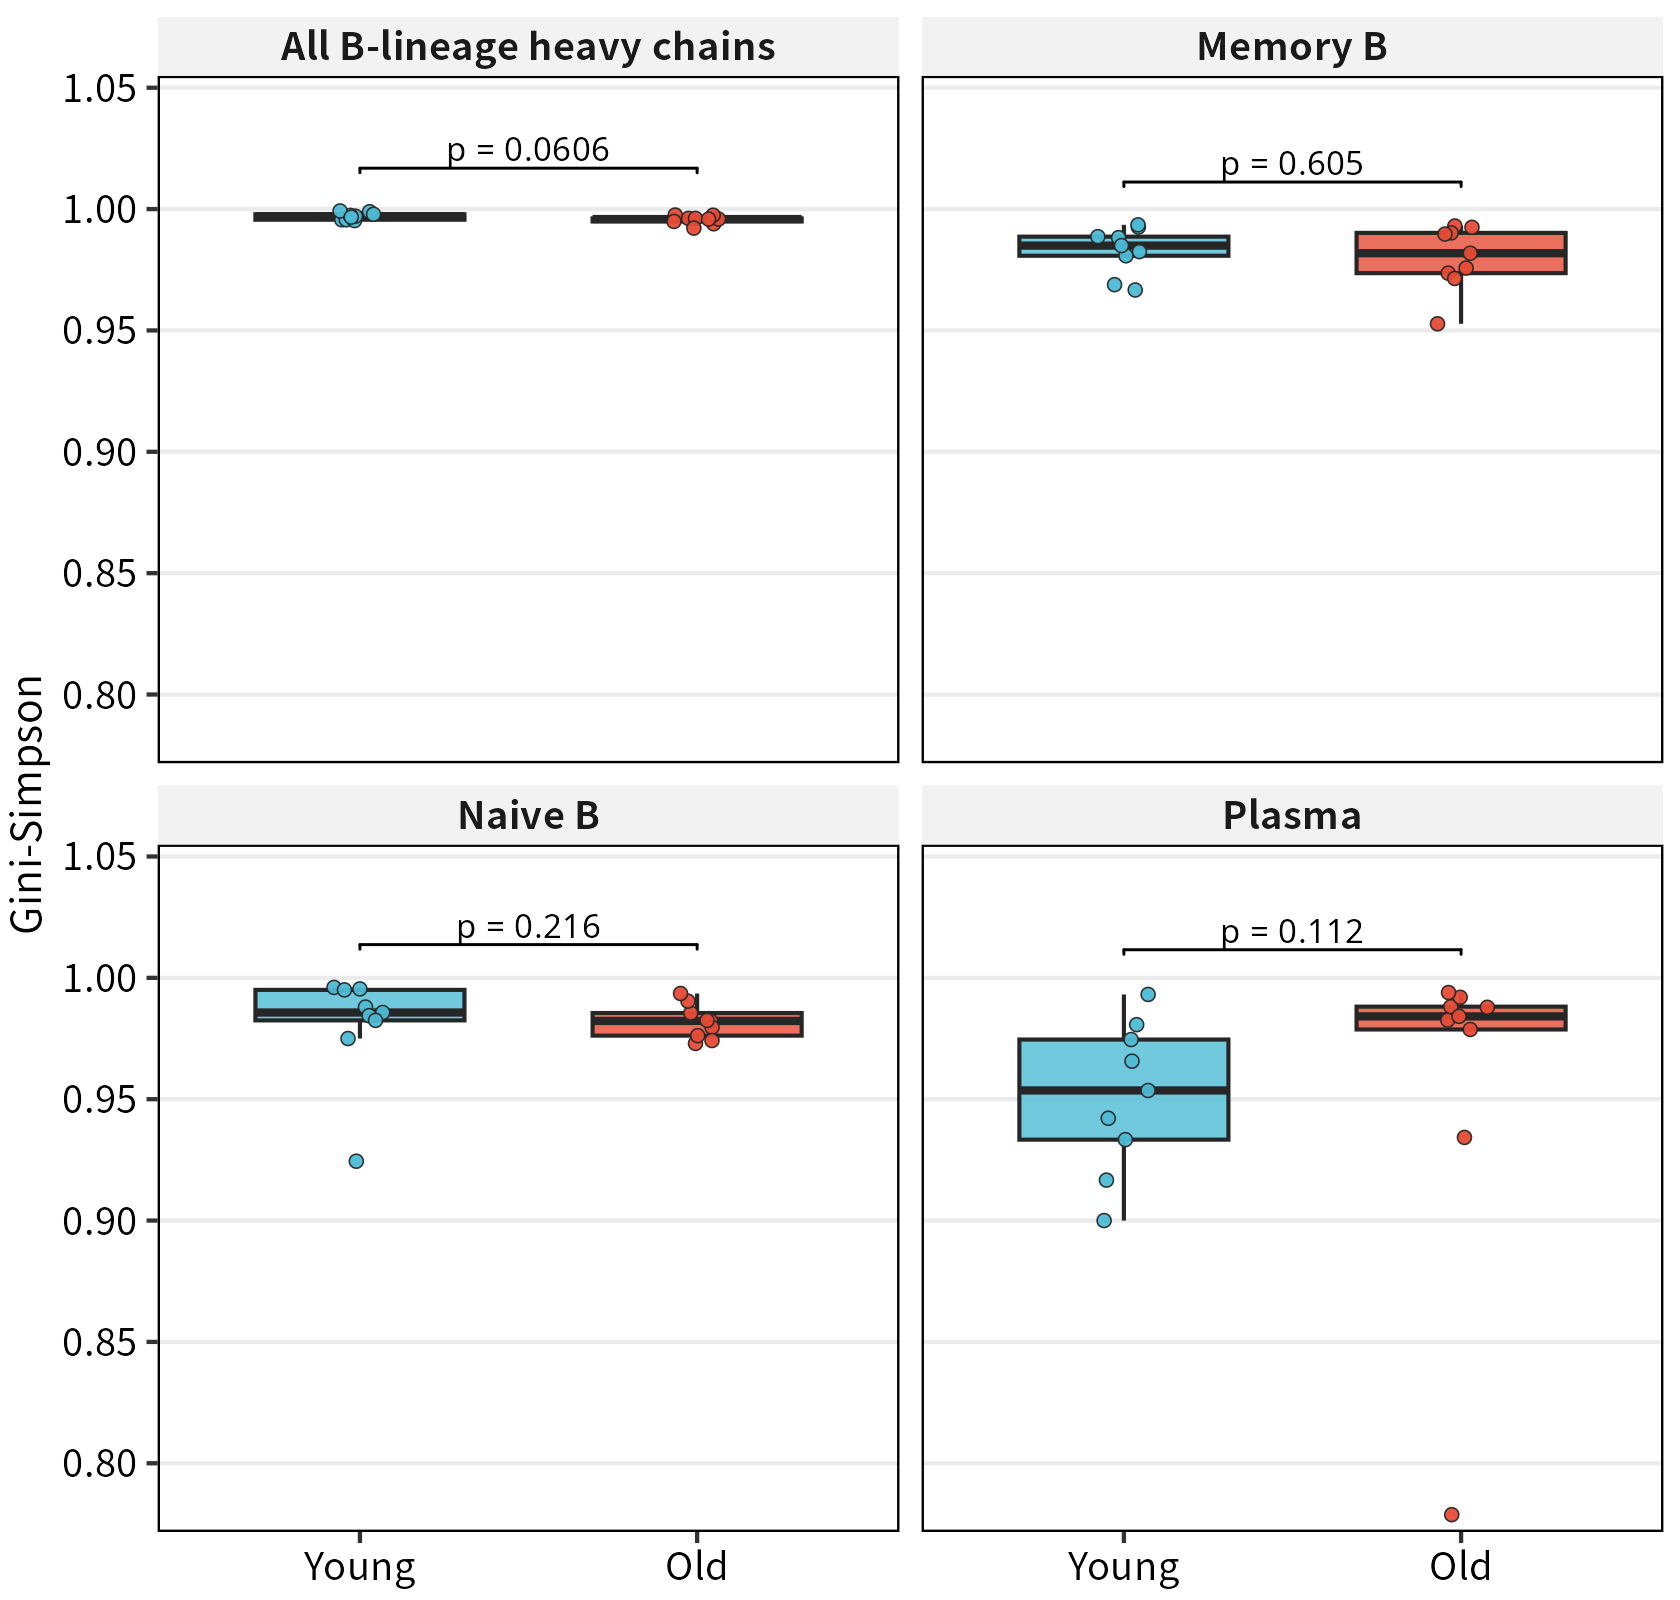 All B-lineage heavy chains
Memory B
1.05
1.00
0.95
0.90
0.85
0.80
p = 0.0606
p = 0.605
Gini-Simpson
Naive B
Plasma
1.05
1.00
0.95
0.90
0.85
0.80
p = 0.216
p = 0.112
Young
Old
Young
Old